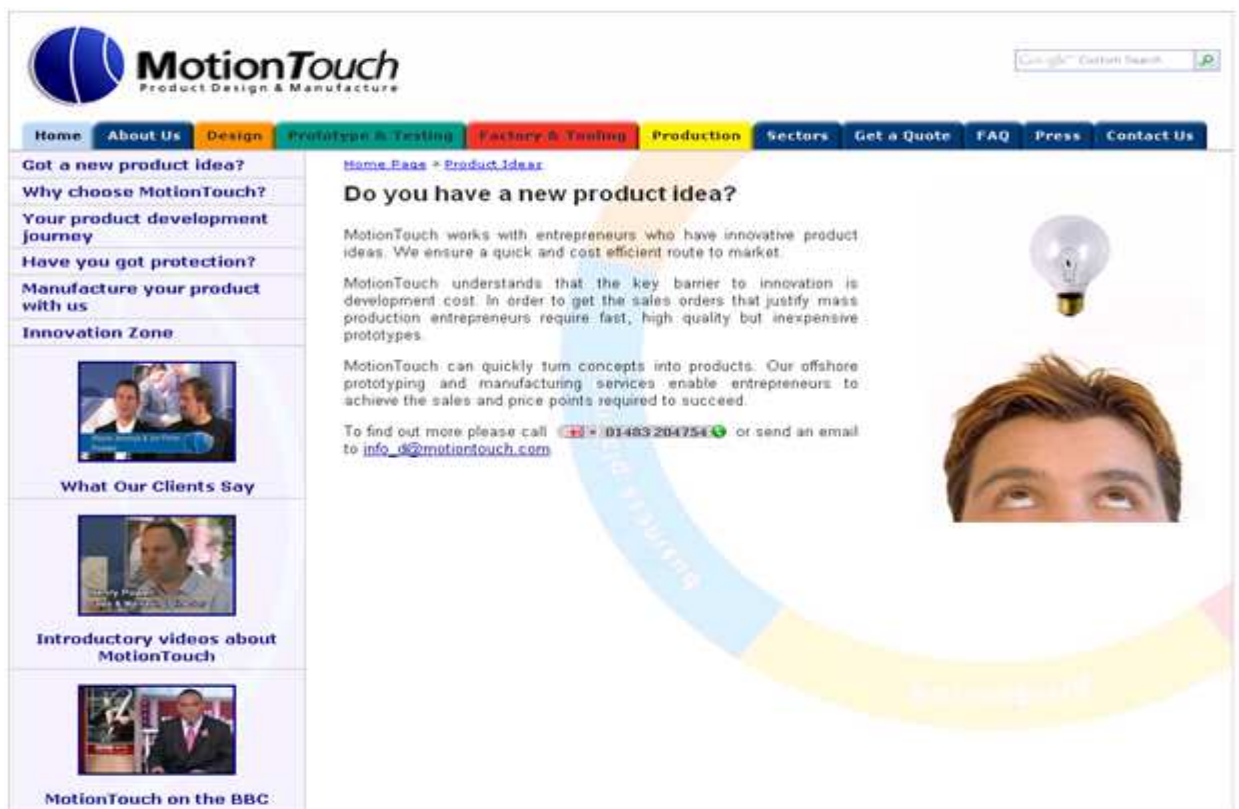 MotionTouch
Product Design & Manufacture
Google™ Custom Search
Home
About Us
Design
Prototype & Testing
Factory & Tooling
Production
Sectors
Get a Quote
FAQ
Press
Contact Us
Got a new product idea?
Why choose MotionTouch?
Your product development
journey
Have you got protection?
Manufacture your product
with us
Innovation Zone
What Our Clients Say
Introductory videos about
MotionTouch
MotionTouch on the BBC
Home Page » Product Ideas
Do you have a new product idea?
MotionTouch works with entrepreneurs who have innovative product
ideas. We ensure a quick and cost efficient route to market.
MotionTouch understands that the key barrier to innovation is
development cost. In order to get the sales orders that justify mass
production entrepreneurs require fast, high quality but inexpensive
prototypes.
MotionTouch can quickly turn concepts into products. Our offshore
prototyping and manufacturing services enable entrepreneurs to
achieve the sales and price points required to succeed.
To find out more please call 01483 204754 or send an email
to info_d@motiontouch.com